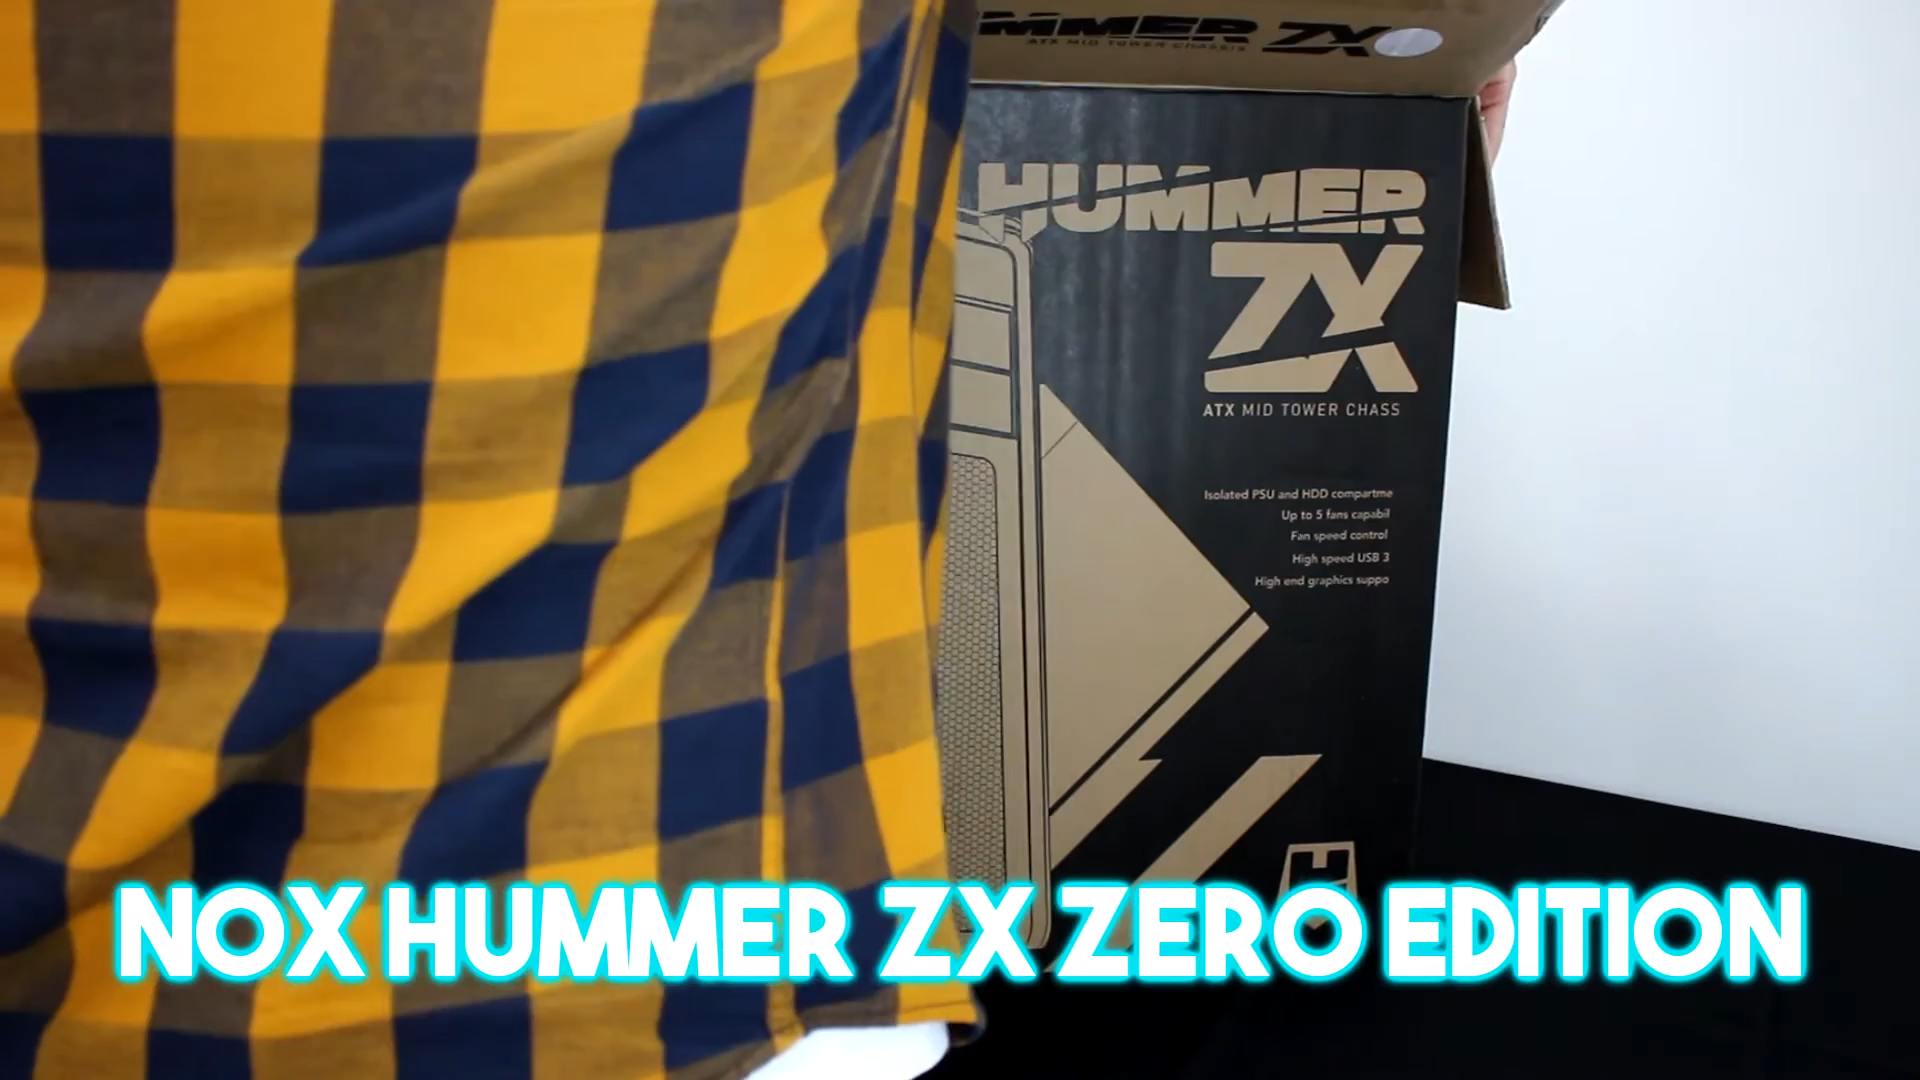 ZX
ATX MID TOWER CHASSIS
HUMMER
ZX
ATX MID TOWER CHASS
Isolated PSU and HDD compartme
Up to 5 fans capabil
Fan speed control
High speed USB 3
High end graphics suppo
NOX HUMMER ZX ZERO EDITION